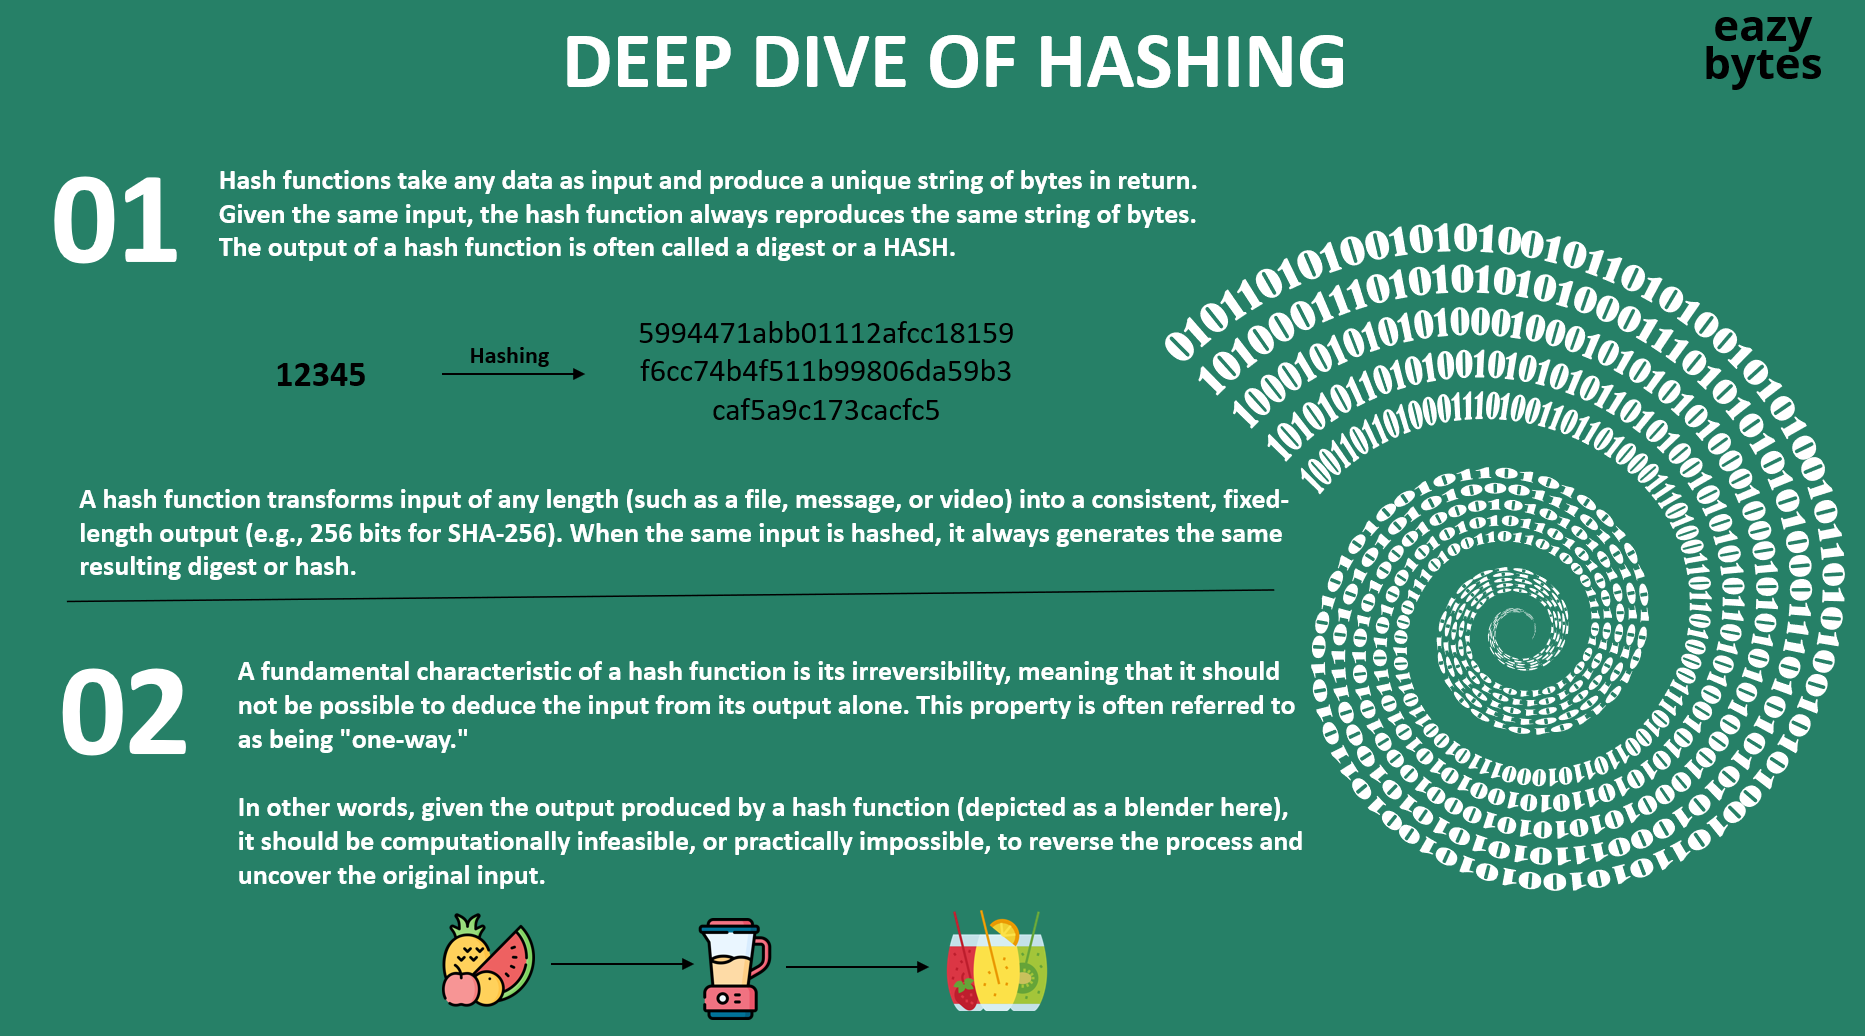 DEEP DIVE OF HASHING
eazy
bytes
01
Hash functions take any data as input and produce a unique string of bytes in return.
Given the same input, the hash function always reproduces the same string of bytes.
The output of a hash function is often called a digest or a HASH.
12345
Hashing
5994471abb01112afcc18159
f6cc74b4f511b99806da59b3
caf5a9c173cacfc5
A hash function transforms input of any length (such as a file, message, or video) into a consistent, fixed-
length output (e.g., 256 bits for SHA-256). When the same input is hashed, it always generates the same
resulting digest or hash.
02
A fundamental characteristic of a hash function is its irreversibility, meaning that it should
not be possible to deduce the input from its output alone. This property is often referred to
as being "one-way."
In other words, given the output produced by a hash function (depicted as a blender here),
it should be computationally infeasible, or practically impossible, to reverse the process and
uncover the original input.